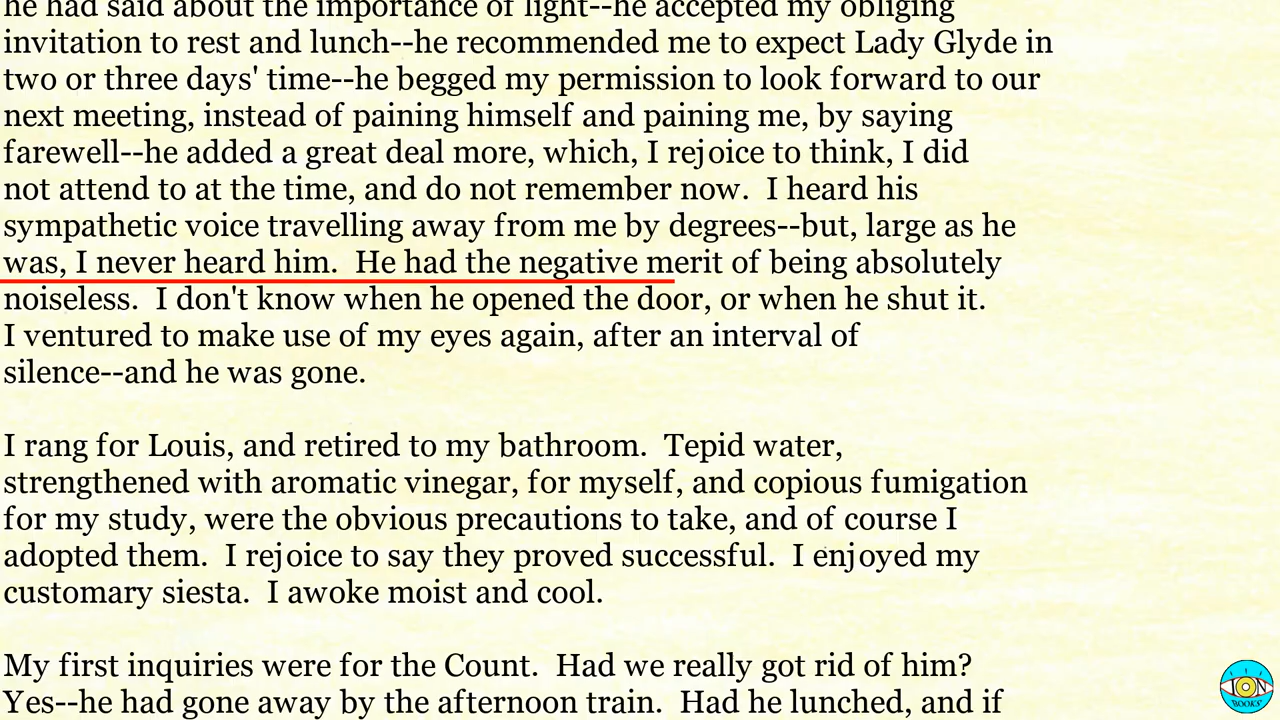 he had said about the importance of light--he accepted my obliging
invitation to rest and lunch--he recommended me to expect Lady Glyde in
two or three days' time--he begged my permission to look forward to our
next meeting, instead of paining himself and paining me, by saying
farewell--he added a great deal more, which, I rejoice to think, I did
not attend to at the time, and do not remember now.  I heard his
sympathetic voice travelling away from me by degrees--but, large as he
was, I never heard him.  He had the negative merit of being absolutely
noiseless.  I don't know when he opened the door, or when he shut it.
I ventured to make use of my eyes again, after an interval of
silence--and he was gone.
I rang for Louis, and retired to my bathroom.  Tepid water,
strengthened with aromatic vinegar, for myself, and copious fumigation
for my study, were the obvious precautions to take, and of course I
adopted them.  I rejoice to say they proved successful.  I enjoyed my
customary siesta.  I awoke moist and cool.
My first inquiries were for the Count.  Had we really got rid of him?
Yes--he had gone away by the afternoon train.  Had he lunched, and if
ION
BOOKS